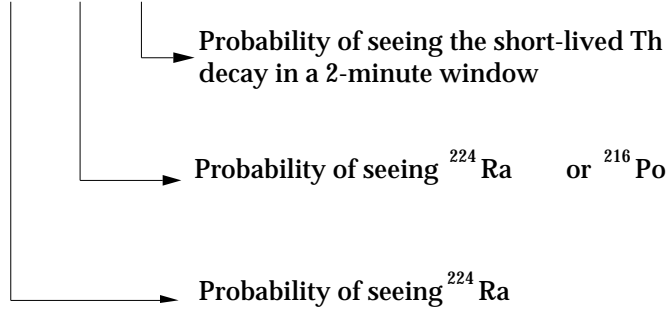 Probability of seeing the short-lived Th
decay in a 2-minute window
Probability of seeing ²²⁴Ra or ²¹⁶Po
Probability of seeing ²²⁴Ra